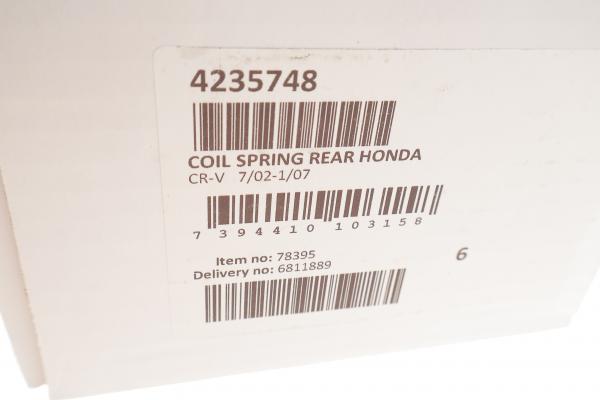 4235748
COIL SPRING REAR HONDA
CR-V 7/02-1/07
7 394410 103158
Item no: 78395
Delivery no: 6811889
6